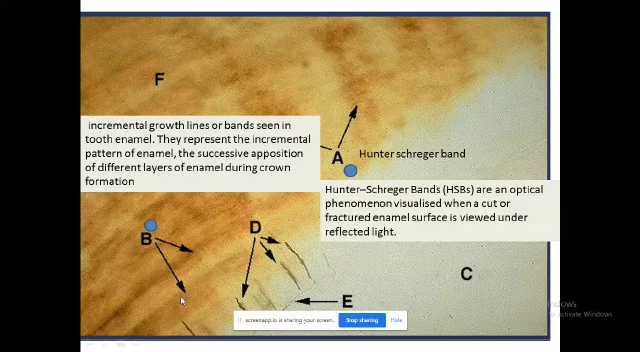 F
incremental growth lines or bands seen in
tooth enamel. They represent the incremental
pattern of enamel, the successive apposition
of different layers of enamel during crown
formation
A
Hunter schreger band
Hunter–Schreger Bands (HSBs) are an optical
phenomenon visualised when a cut or
fractured enamel surface is viewed under
reflected light.
B
D
C
E
screenapp.io is sharing your screen.
Stop sharing
Hide